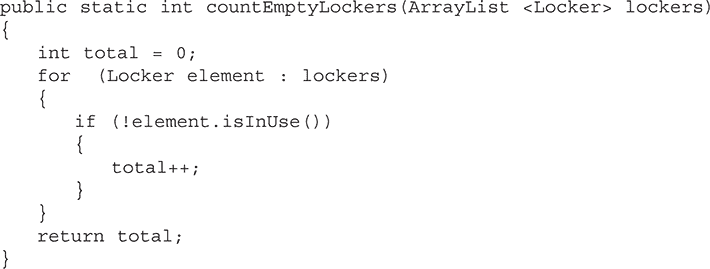 public static int countEmptyLockers(ArrayList <Locker> lockers)
{
    int total = 0;
    for  (Locker element : lockers)
    {
        if (!element.isInUse())
        {
            total++;
        }
    }
    return total;
}